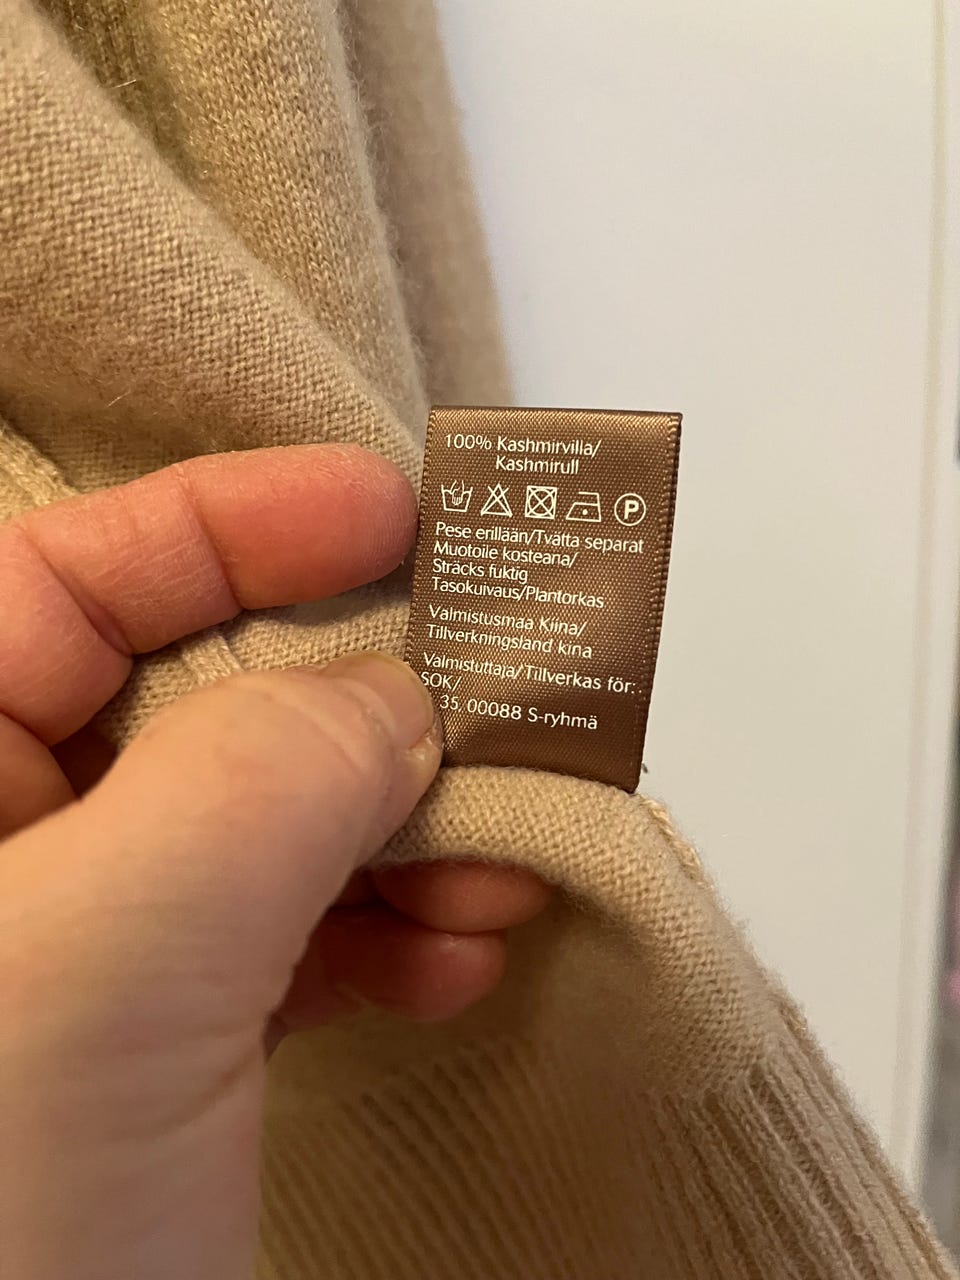 100% Kashmirvilla/
Kashmirull
P
Pese erillään/Tvätta separat
Muotoile kosteana/
Sträcks fuktig
Tasokuivaus/Plantorkas
Valmistusmaa Kiina/
Tillverkningsland kina
Valmistuttaja/Tillverkas för:
SOK/
35, 00088 S-ryhmä